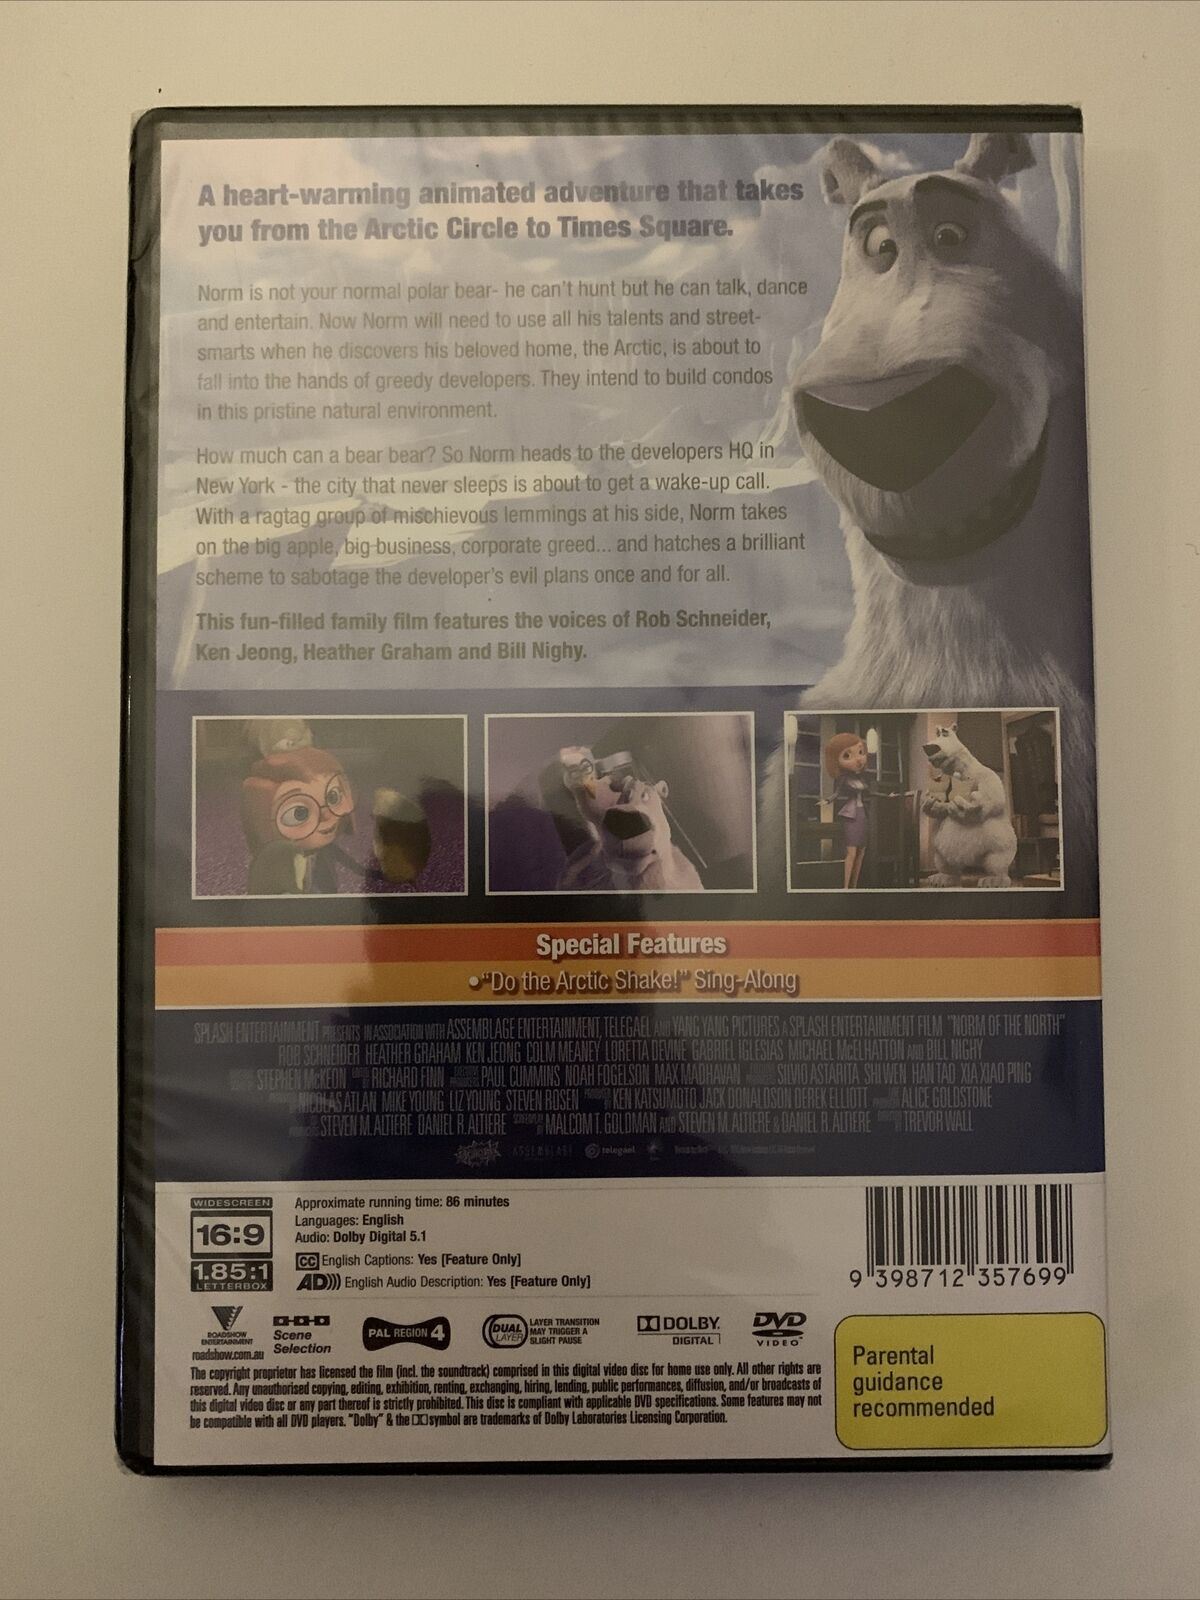 A heart-warming animated adventure that takes
you from the Arctic Circle to Times Square.
Norm is not your normal polar bear- he can't hunt but he can talk, dance
and entertain. Now Norm will need to use all his talents and street-
smarts when he discovers his beloved home, the Arctic, is about to
fall into the hands of greedy developers. They intend to build condos
in this pristine natural environment.
How much can a bear bear? So Norm heads to the developers HQ in
New York - the city that never sleeps is about to get a wake-up call.
With a ragtag group of mischievous lemmings at his side, Norm takes
on the big apple, big business, corporate greed... and hatches a brilliant
scheme to sabotage the developer's evil plans once and for all.
This fun-filled family film features the voices of Rob Schneider,
Ken Jeong, Heather Graham and Bill Nighy.
Special Features
•"Do the Arctic Shake!" Sing-Along
SPLASH ENTERTAINMENT PRESENTS IN ASSOCIATION WITH ASSEMBLAGE ENTERTAINMENT, TELEGAEL AND YANG YANG PICTURES A SPLASH ENTERTAINMENT FILM "NORM OF THE NORTH"
ROB SCHNEIDER HEATHER GRAHAM KEN JEONG COLM MEANEY LORETTA DEVINE GABRIEL IGLESIAS MICHAEL McELHATTON AND BILL NIGHY
STEPHEN McKEON RICHARD FINN PAUL CUMMINS NOAH FOGELSON MAX MADHAVAN SILVIO ASTARITA SHI WEN HAN TAO XIA XIAO PING
NICOLAS ATLAN MIKE YOUNG LIZ YOUNG STEVEN ROSEN KEN KATSUMOTO JACK DONALDSON DEREK ELLIOTT ALICE GOLDSTONE
STEVEN M. ALTIERE DANIEL R. ALTIERE MALCOM T. GOLDMAN AND STEVEN M. ALTIERE & DANIEL R. ALTIERE TREVOR WALL
SPLASH ASSEMBLAGE telegael
WIDESCREEN
16:9
1.85:1
LETTERBOX
Approximate running time: 86 minutes
Languages: English
Audio: Dolby Digital 5.1
CC English Captions: Yes [Feature Only]
AD))) English Audio Description: Yes [Feature Only]
9 398712 357699
ROADSHOW
ENTERTAINMENT
roadshow.com.au
Scene
Selection
PAL REGION 4
DUAL
LAYER
LAYER TRANSITION
MAY TRIGGER A
SLIGHT PAUSE
DOLBY.
DIGITAL
DVD
VIDEO
The copyright proprietor has licensed the film (incl. the soundtrack) comprised in this digital video disc for home use only. All other rights are
reserved. Any unauthorised copying, editing, exhibition, renting, exchanging, hiring, lending, public performances, diffusion, and/or broadcasts of
this digital video disc or any part thereof is strictly prohibited. This disc is compliant with applicable DVD specifications. Some features may not
be compatible with all DVD players. "Dolby" & the symbol are trademarks of Dolby Laboratories Licensing Corporation.
Parental
guidance
recommended